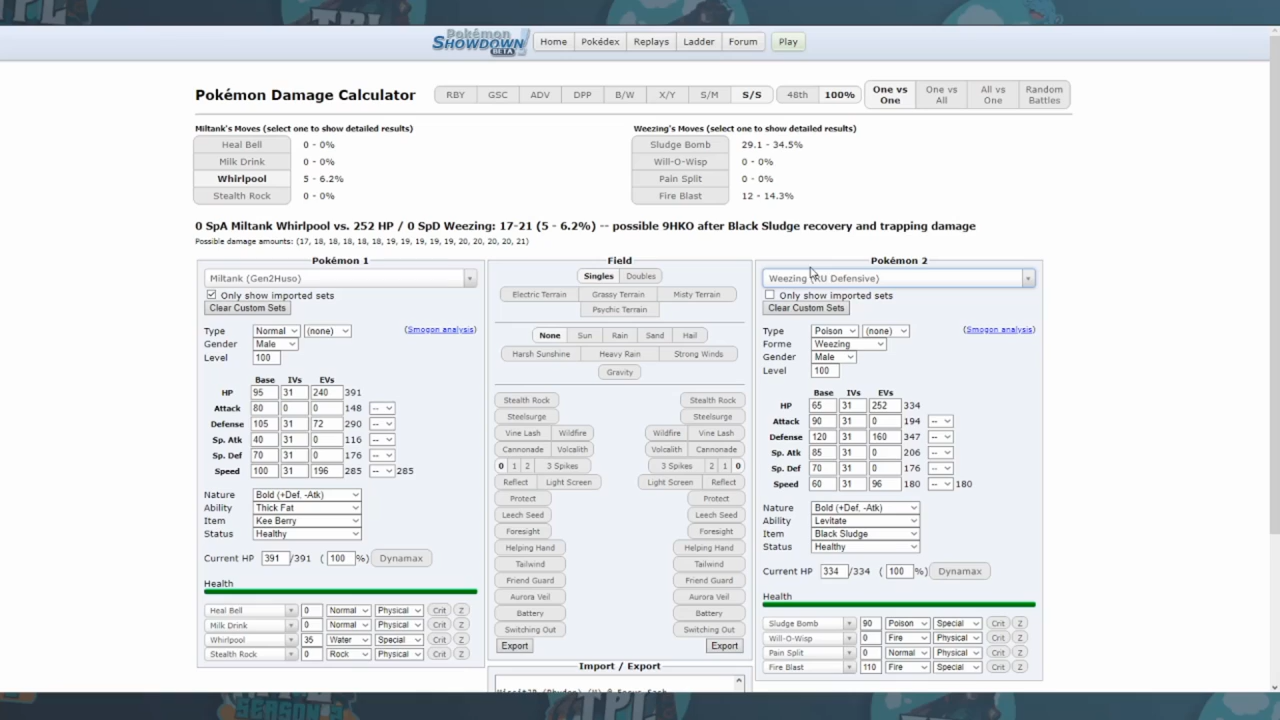 Pokémon
SHOWDOWN
BETA
Home Pokédex Replays Ladder Forum Play
Pokémon Damage Calculator
RBY GSC ADV DPP B/W X/Y S/M S/S 48th 100%
One vs One
One vs All
All vs One
Random Battles
Miltank's Moves (select one to show detailed results)
Heal Bell 0 - 0%
Milk Drink 0 - 0%
Whirlpool 5 - 6.2%
Stealth Rock 0 - 0%
Weezing's Moves (select one to show detailed results)
Sludge Bomb 29.1 - 34.5%
Will-O-Wisp 0 - 0%
Pain Split 0 - 0%
Fire Blast 12 - 14.3%
0 SpA Miltank Whirlpool vs. 252 HP / 0 SpD Weezing: 17-21 (5 - 6.2%) -- possible 9HKO after Black Sludge recovery and trapping damage
Possible damage amounts: (17, 18, 18, 18, 18, 18, 19, 19, 19, 19, 19, 20, 20, 20, 20, 21)
Pokémon 1
Miltank (Gen2Huso)
Only show imported sets
Clear Custom Sets
Type Normal (none) (Smogon analysis)
Gender Male
Level 100
Base IVs EVs
HP 95 31 240 391
Attack 80 0 0 148 --
Defense 105 31 72 290 --
Sp. Atk 40 31 0 116 --
Sp. Def 70 31 0 176 --
Speed 100 31 196 285 -- 285
Nature Bold (+Def, -Atk)
Ability Thick Fat
Item Kee Berry
Status Healthy
Current HP 391 /391 ( 100 %) Dynamax
Health
Heal Bell 0 Normal Physical Crit Z
Milk Drink 0 Normal Physical Crit Z
Whirlpool 35 Water Special Crit Z
Stealth Rock 0 Rock Physical Crit Z
Field
Singles Doubles
Electric Terrain Grassy Terrain Misty Terrain
Psychic Terrain
None Sun Rain Sand Hail
Harsh Sunshine Heavy Rain Strong Winds
Gravity
Stealth Rock Stealth Rock
Steelsurge Steelsurge
Vine Lash Wildfire Wildfire Vine Lash
Cannonade Volcalith Volcalith Cannonade
0 1 2 3 Spikes 3 Spikes 2 1 0
Reflect Light Screen Light Screen Reflect
Protect Protect
Leech Seed Leech Seed
Foresight Foresight
Helping Hand Helping Hand
Tailwind Tailwind
Friend Guard Friend Guard
Aurora Veil Aurora Veil
Battery Battery
Switching Out Switching Out
Export Export
Import / Export
Pokémon 2
Weezing (RU Defensive)
Only show imported sets
Clear Custom Sets
Type Poison (none) (Smogon analysis)
Forme Weezing
Gender Male
Level 100
Base IVs EVs
HP 65 31 252 334
Attack 90 31 0 194 --
Defense 120 31 160 347 --
Sp. Atk 85 31 0 206 --
Sp. Def 70 31 0 176 --
Speed 60 31 96 180 -- 180
Nature Bold (+Def, -Atk)
Ability Levitate
Item Black Sludge
Status Healthy
Current HP 334 /334 ( 100 %) Dynamax
Health
Sludge Bomb 90 Poison Special Crit Z
Will-O-Wisp 0 Fire Physical Crit Z
Pain Split 0 Normal Physical Crit Z
Fire Blast 110 Fire Special Crit Z
TPL